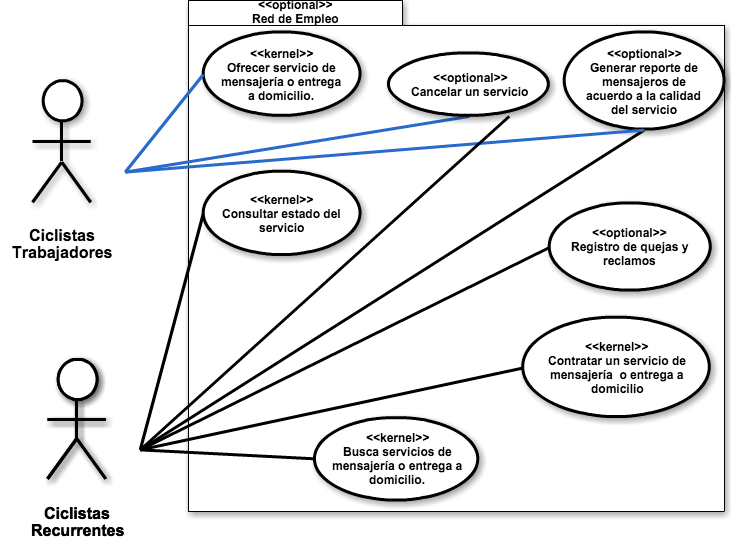 <<optional>>
Red de Empleo
<<kernel>>
Ofrecer servicio de
mensajería o entrega
a domicilio.
<<optional>>
Cancelar un servicio
<<optional>>
Generar reporte de
mensajeros de
acuerdo a la calidad
del servicio
Ciclistas
Trabajadores
<<kernel>>
Consultar estado del
servicio
<<optional>>
Registro de quejas y
reclamos
<<kernel>>
Contratar un servicio de
mensajería o entrega a
domicilio
<<kernel>>
Busca servicios de
mensajería o entrega a
domicilio.
Ciclistas
Recurrentes